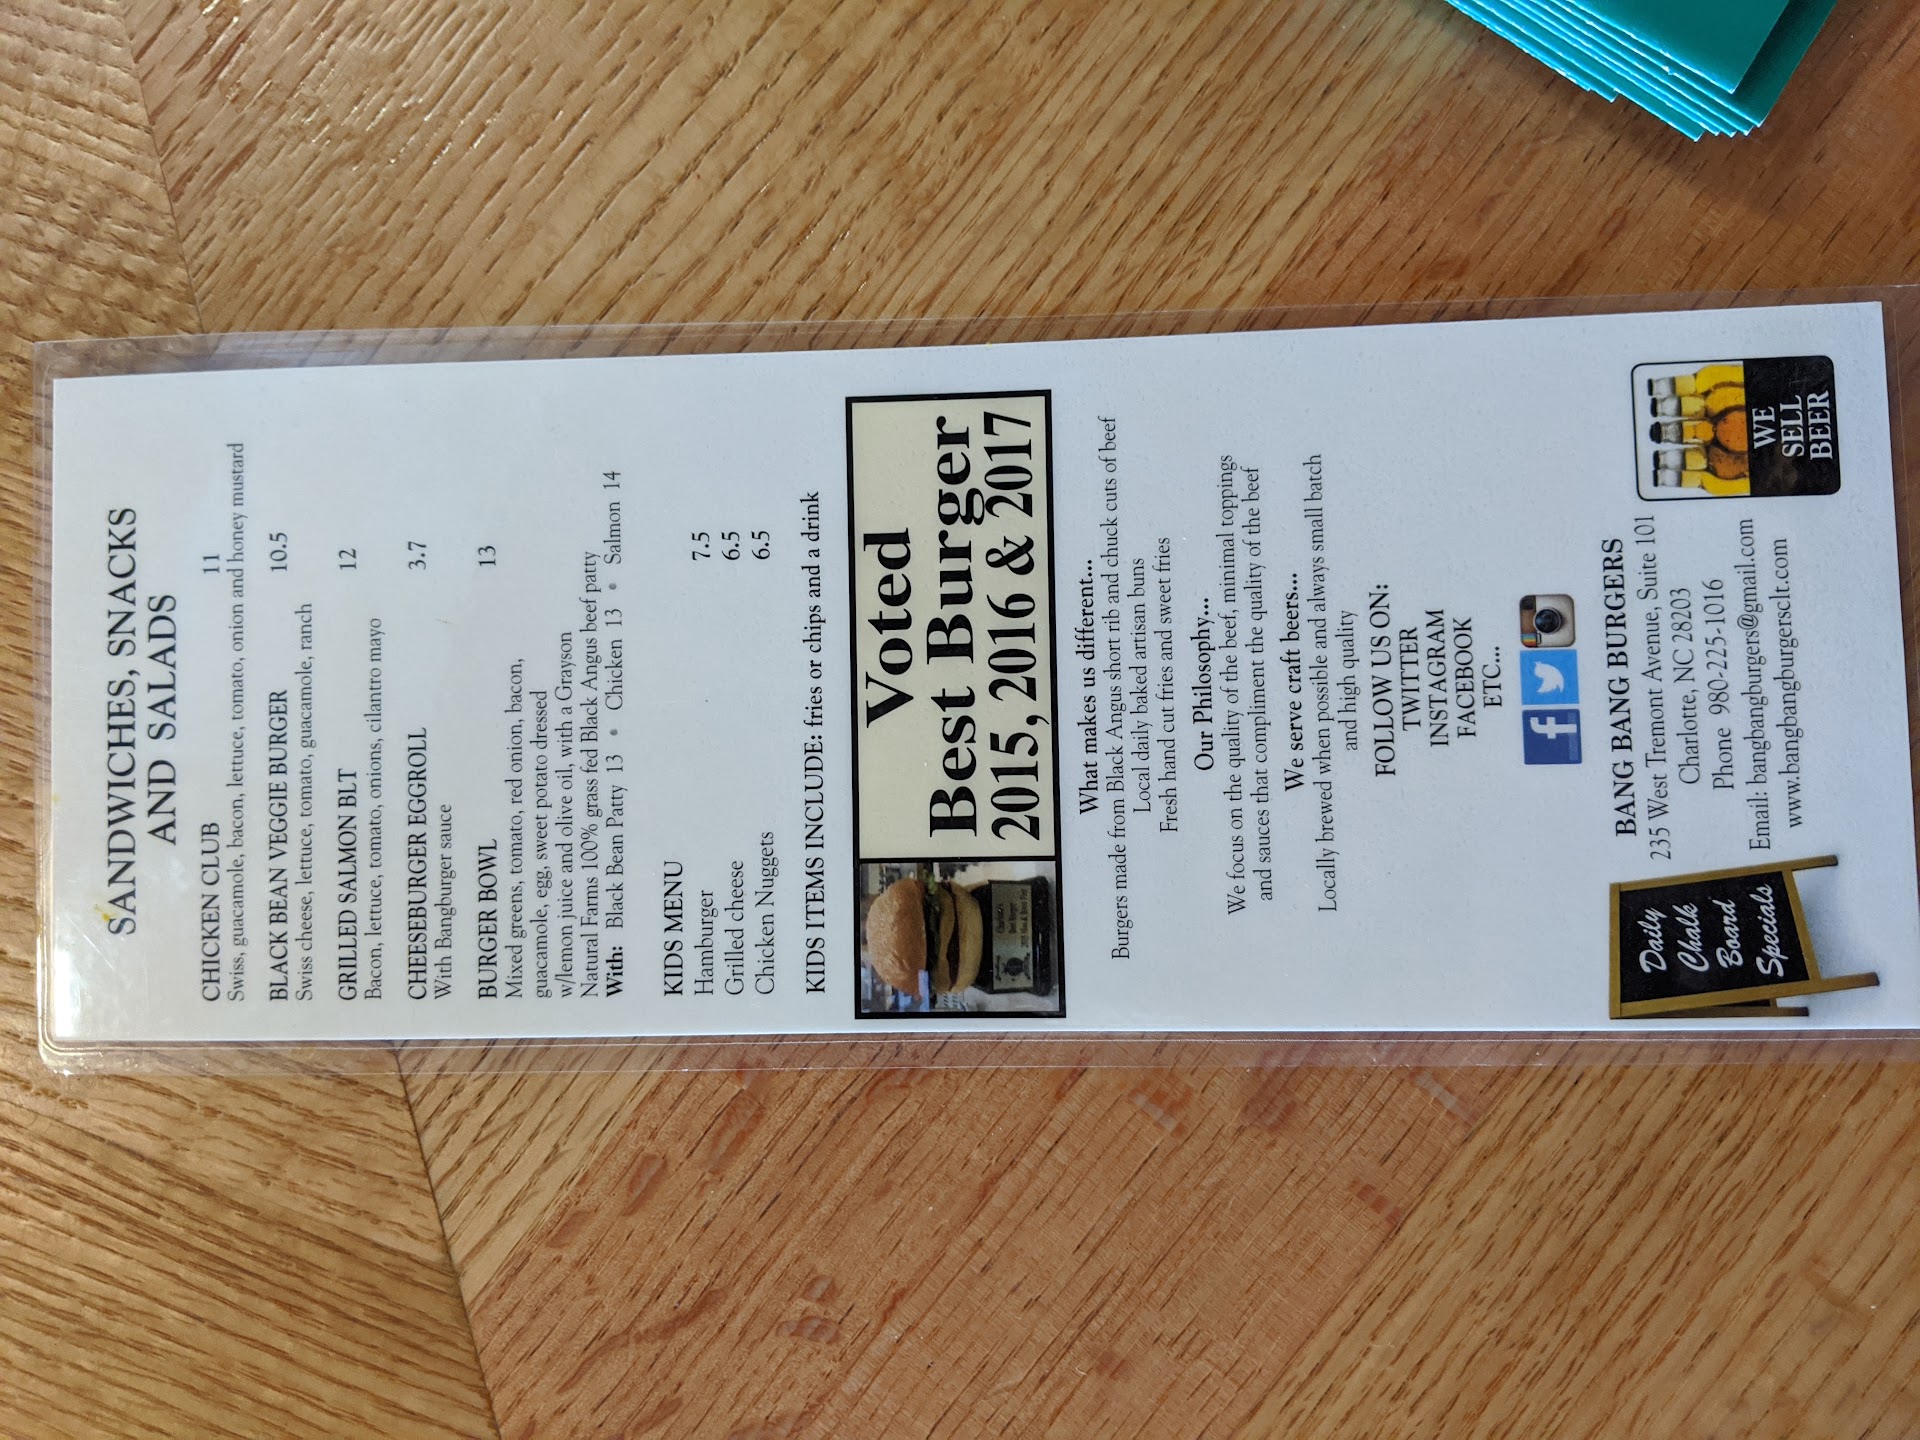 SANDWICHES, SNACKS
AND SALADS
CHICKEN CLUB 11
Swiss, guacamole, bacon, lettuce, tomato, onion and honey mustard
BLACK BEAN VEGGIE BURGER 10.5
Swiss cheese, lettuce, tomato, guacamole, ranch
GRILLED SALMON BLT 12
Bacon, lettuce, tomato, onions, cilantro mayo
CHEESEBURGER EGGROLL 3.7
With Bangburger sauce
BURGER BOWL 13
Mixed greens, tomato, red onion, bacon,
guacamole, egg, sweet potato dressed
w/lemon juice and olive oil, with a Grayson
Natural Farms 100% grass fed Black Angus beef patty
With: Black Bean Patty 13 • Chicken 13 • Salmon 14
KIDS MENU
Hamburger 7.5
Grilled cheese 6.5
Chicken Nuggets 6.5
KIDS ITEMS INCLUDE: fries or chips and a drink
Voted
Best Burger
2015, 2016 & 2017
What makes us different...
Burgers made from Black Angus short rib and chuck cuts of beef
Local daily baked artisan buns
Fresh hand cut fries and sweet fries
Our Philosophy...
We focus on the quality of the beef, minimal toppings
and sauces that compliment the quality of the beef
We serve craft beers...
Locally brewed when possible and always small batch
and high quality
FOLLOW US ON:
TWITTER
INSTAGRAM
FACEBOOK
ETC...
Daily
Chalk
Board
Specials
BANG BANG BURGERS
235 West Tremont Avenue, Suite 101
Charlotte, NC 28203
Phone 980-225-1016
Email: bangbangburgers@gmail.com
www.bangbangburgersclt.com
WE
SELL
BEER